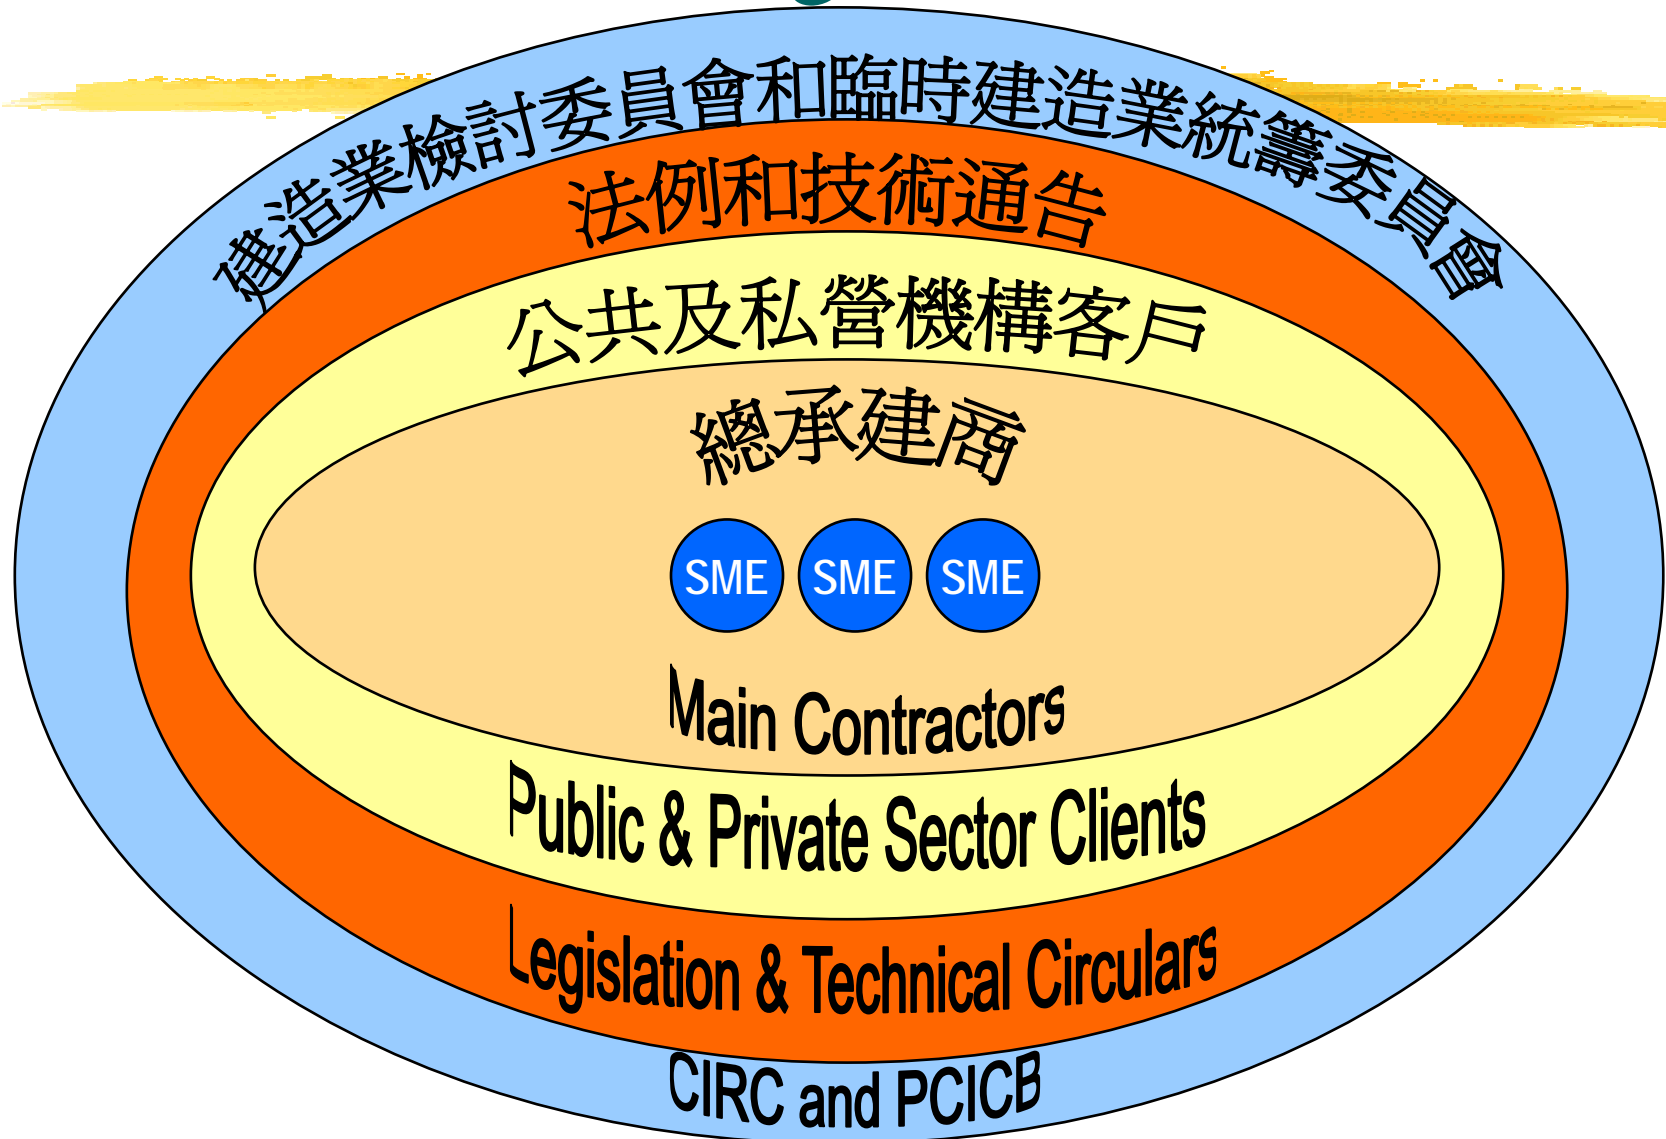 建造業檢討委員會和臨時建造業統籌委員會
法例和技術通告
公共及私營機構客戶
總承建商
SME SME SME
Main Contractors
Public & Private Sector Clients
Legislation & Technical Circulars
CIRC and PCICB